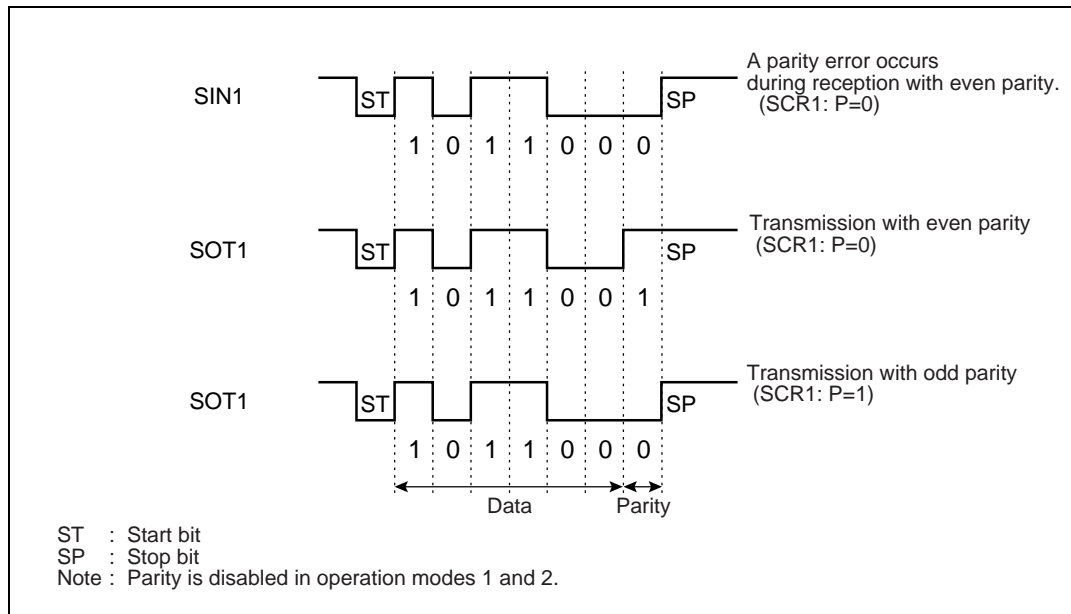 SIN1
ST
SP
A parity error occurs
during reception with even parity.
(SCR1: P=0)
1 0 1 1 0 0 0
SOT1
ST
SP
Transmission with even parity
(SCR1: P=0)
1 0 1 1 0 0 1
SOT1
ST
SP
Transmission with odd parity
(SCR1: P=1)
1 0 1 1 0 0 0
Data Parity
ST : Start bit
SP : Stop bit
Note : Parity is disabled in operation modes 1 and 2.